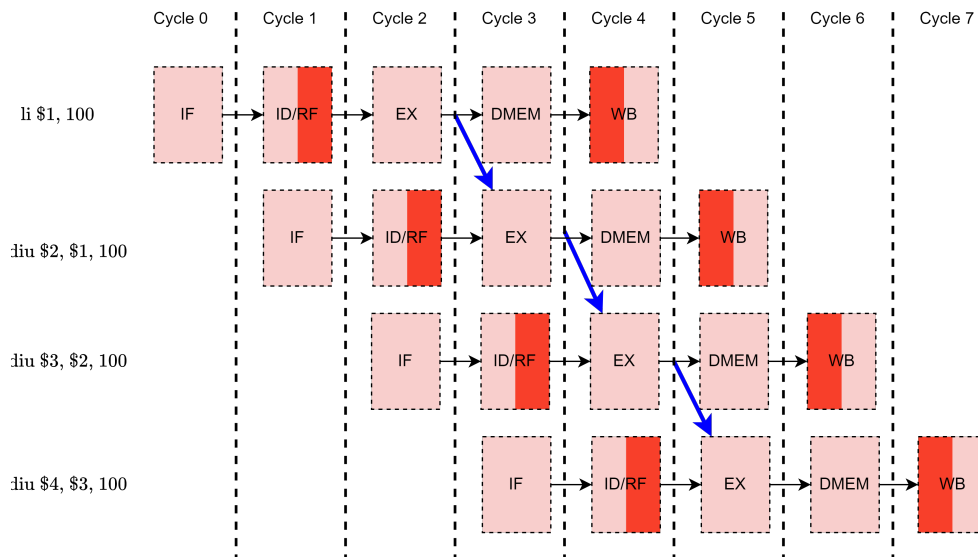 Cycle 0 Cycle 1 Cycle 2 Cycle 3 Cycle 4 Cycle 5 Cycle 6 Cycle 7
li $1, 100 IF ID/RF EX DMEM WB
diu $2, $1, 100 IF ID/RF EX DMEM WB
diu $3, $2, 100 IF ID/RF EX DMEM WB
diu $4, $3, 100 IF ID/RF EX DMEM WB